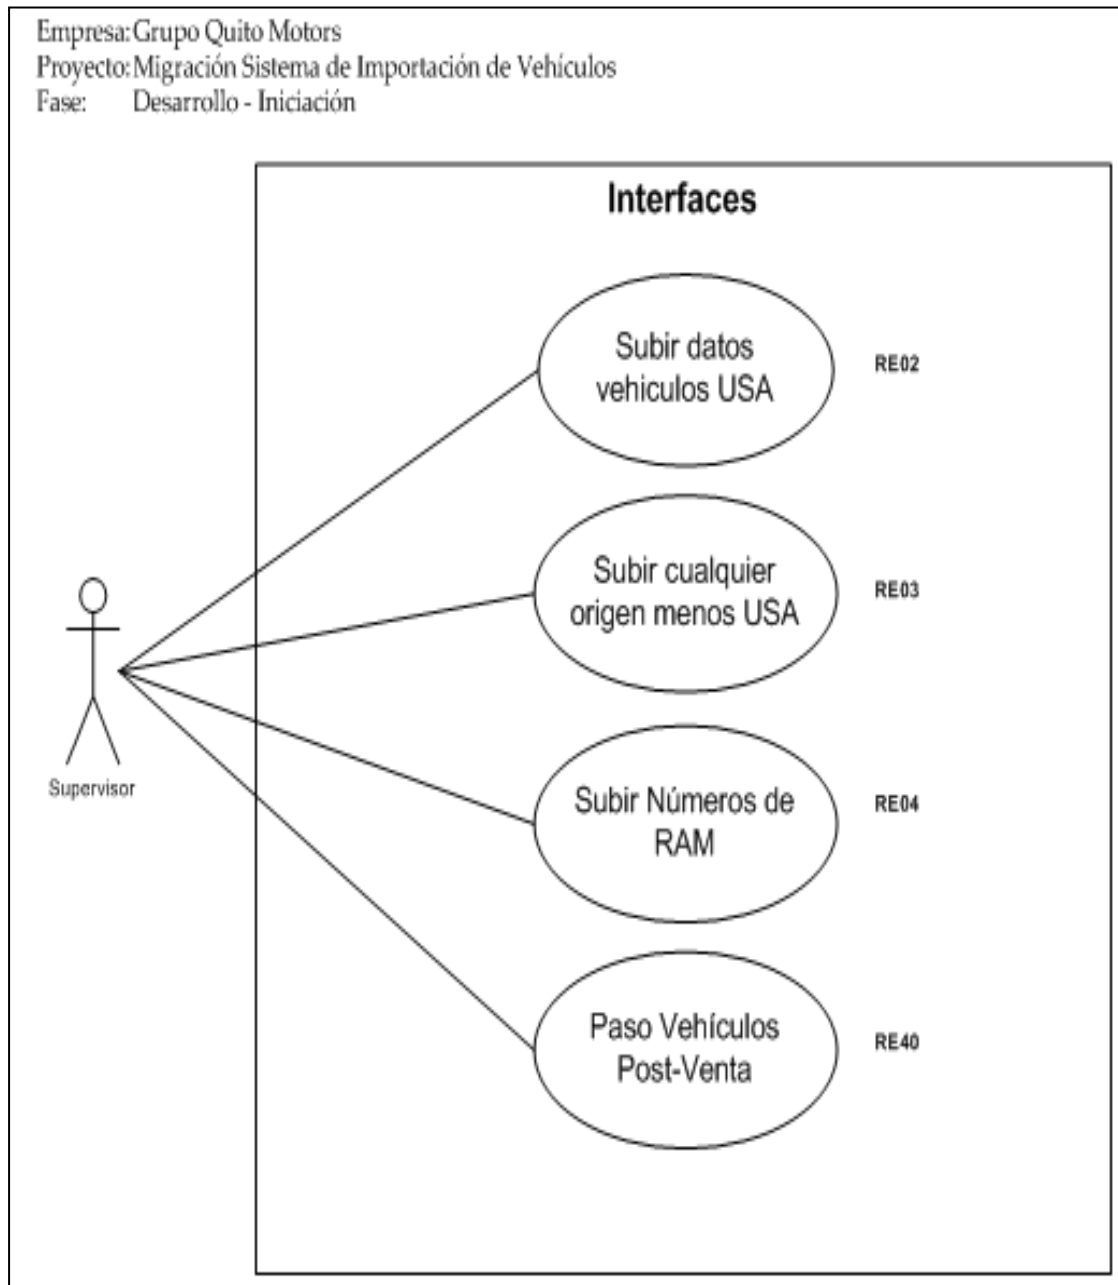 Empresa: Grupo Quito Motors
Proyecto: Migración Sistema de Importación de Vehículos
Fase: Desarrollo - Iniciación
Interfaces
Subir datos
vehiculos USA
RE02
Subir cualquier
origen menos USA
RE03
Supervisor
Subir Números de
RAM
RE04
Paso Vehículos
Post-Venta
RE40